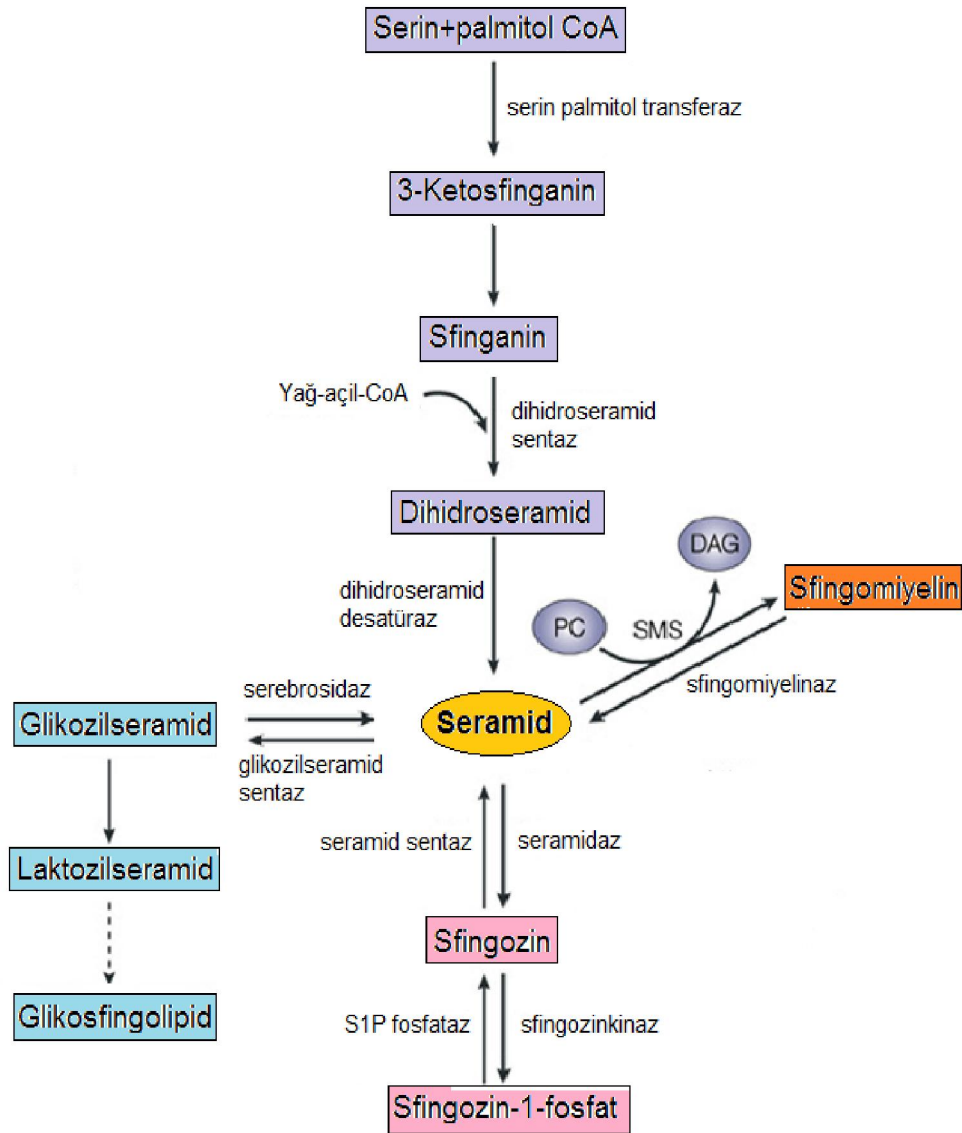 Serin+palmitol CoA
serin palmitol transferaz
3-Ketosfinganin
Sfinganin
Yağ-açil-CoA
dihidroseramid
sentaz
Dihidroseramid
DAG
Sfingomiyelin
dihidroseramid
desatüraz
PC
SMS
sfingomiyelinaz
serebrosidaz
Glikozilseramid
Seramid
glikozilseramid
sentaz
seramid sentaz
seramidaz
Laktozilseramid
Sfingozin
Glikosfingolipid
S1P fosfataz
sfingozinkinaz
Sfingozin-1-fosfat